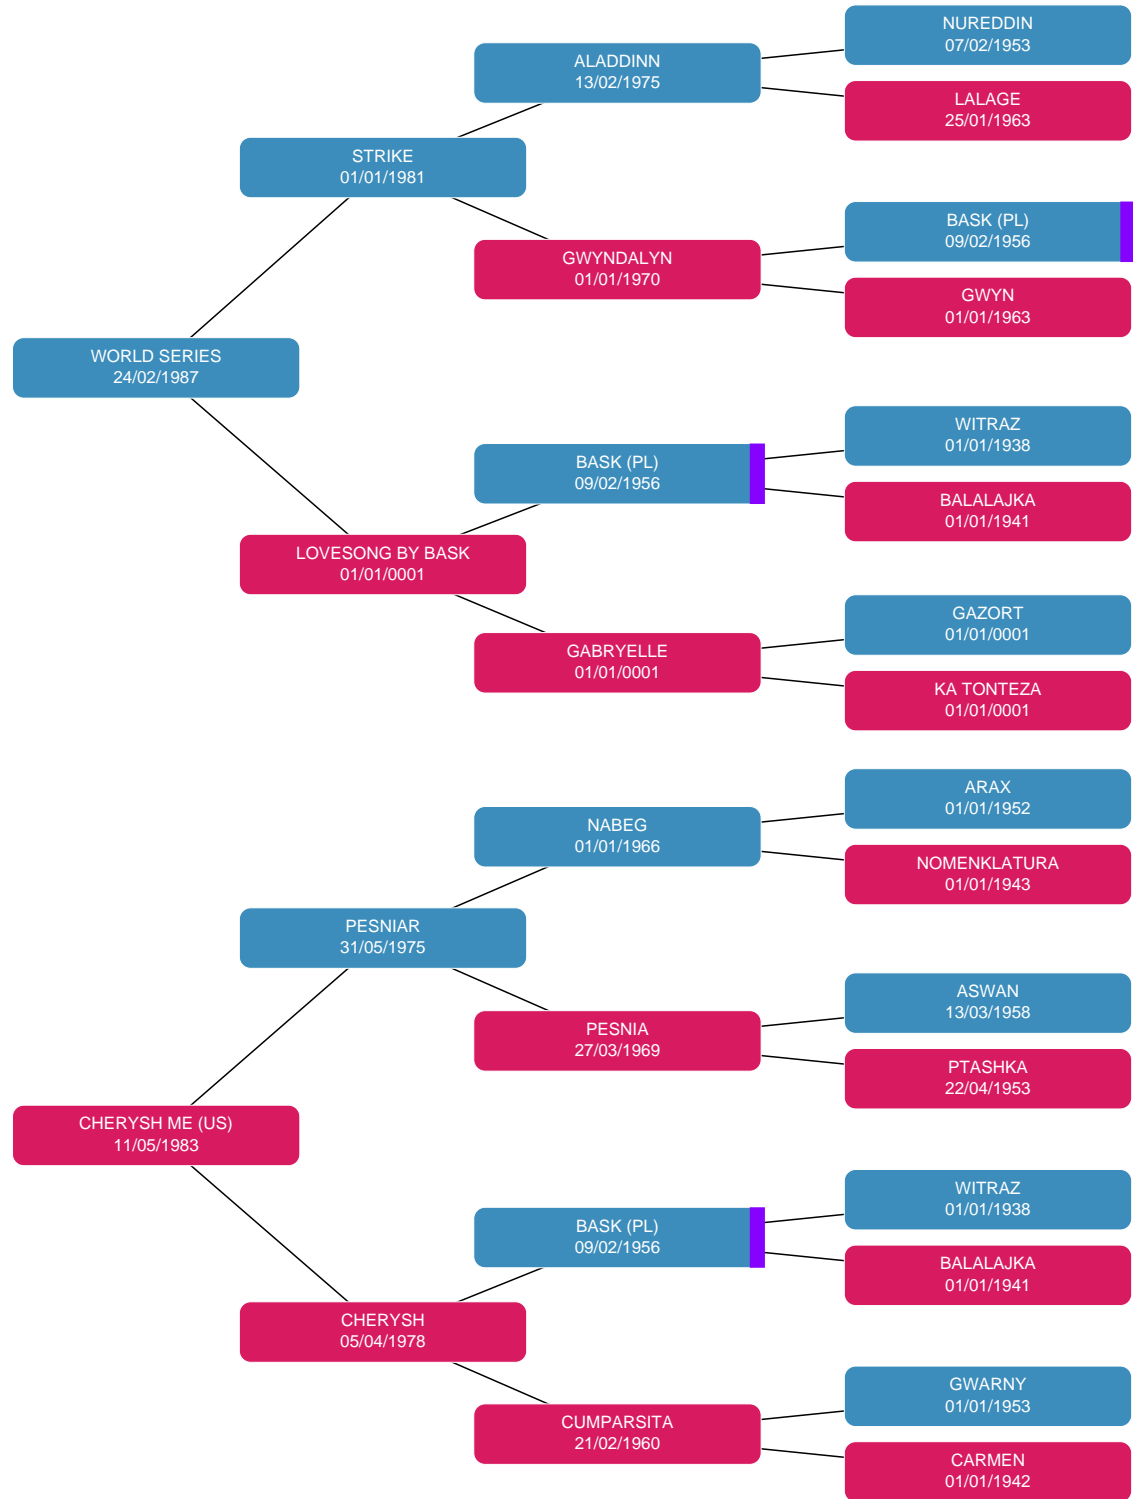 NUREDDIN
07/02/1953
ALADDINN
13/02/1975
LALAGE
25/01/1963
STRIKE
01/01/1981
BASK (PL)
09/02/1956
GWYNDALYN
01/01/1970
GWYN
01/01/1963
WORLD SERIES
24/02/1987
WITRAZ
01/01/1938
BASK (PL)
09/02/1956
BALALAJKA
01/01/1941
LOVESONG BY BASK
01/01/0001
GAZORT
01/01/0001
GABRYELLE
01/01/0001
KA TONTEZA
01/01/0001
ARAX
01/01/1952
NABEG
01/01/1966
NOMENKLATURA
01/01/1943
PESNIAR
31/05/1975
ASWAN
13/03/1958
PESNIA
27/03/1969
PTASHKA
22/04/1953
CHERYSH ME (US)
11/05/1983
WITRAZ
01/01/1938
BASK (PL)
09/02/1956
BALALAJKA
01/01/1941
CHERYSH
05/04/1978
GWARNY
01/01/1953
CUMPARSITA
21/02/1960
CARMEN
01/01/1942